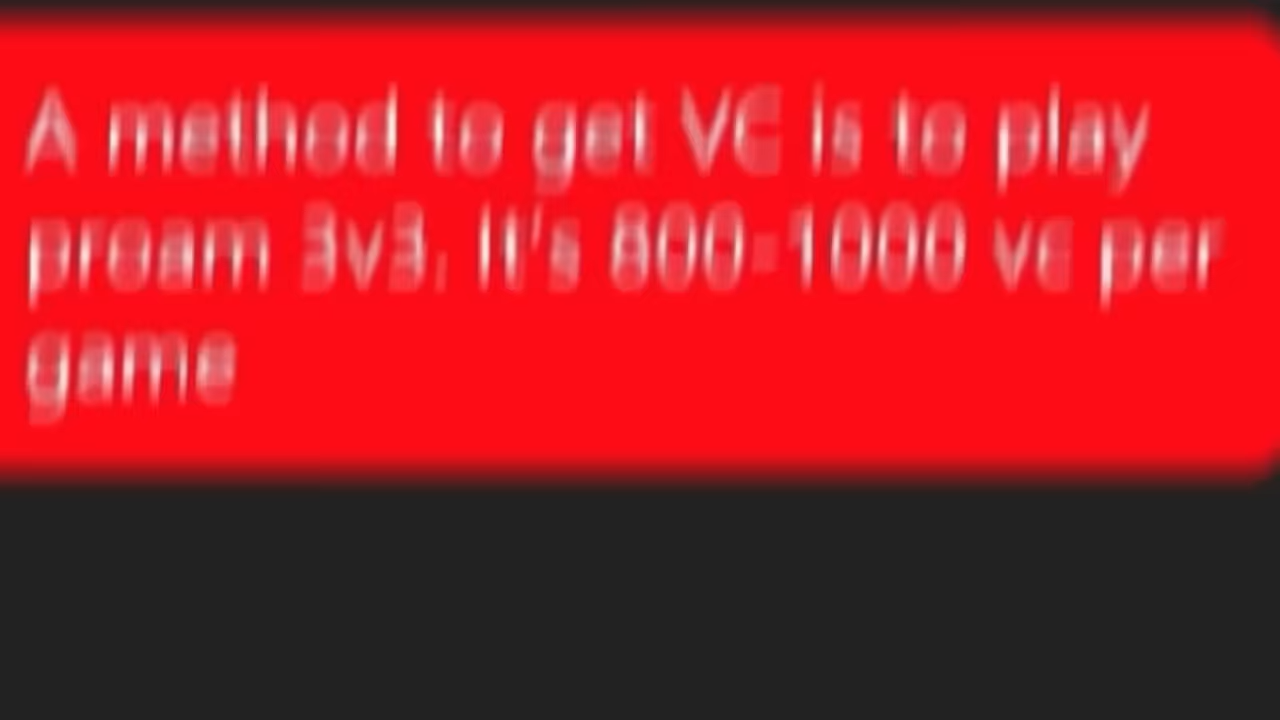 A method to get VC is to play
proam 3v3, It's 800-1000 vc per
game